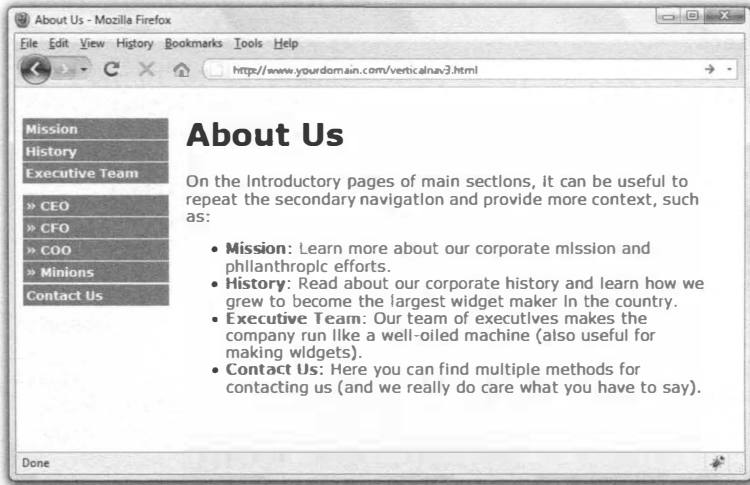 About Us - Mozilla Firefox
File Edit View History Bookmarks Tools Help
http://www.yourdomain.com/verticalnav3.html
Mission
History
Executive Team
» CEO
» CFO
» COO
» Minions
Contact Us
About Us
On the Introductory pages of main sections, it can be useful to
repeat the secondary navigation and provide more context, such
as:
• Mission: Learn more about our corporate mission and
philanthropic efforts.
• History: Read about our corporate history and learn how we
grew to become the largest widget maker in the country.
• Executive Team: Our team of executives makes the
company run like a well-oiled machine (also useful for
making widgets).
• Contact Us: Here you can find multiple methods for
contacting us (and we really do care what you have to say).
Done